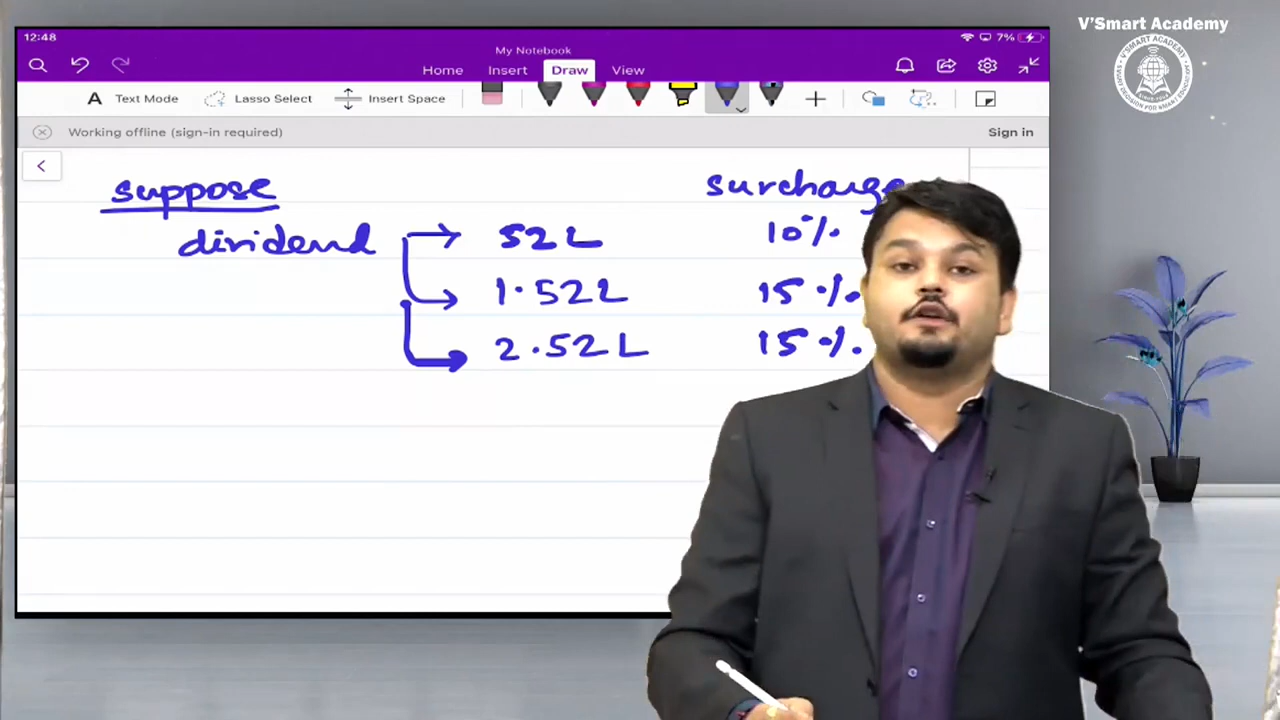 V'Smart Academy
12:48
7%
My Notebook
Home Insert Draw View
A Text Mode Lasso Select Insert Space
Working offline (sign-in required)
Sign in
suppose surcharge
dividend 52L 10%
1.52L 15%.
2.52L 15%.